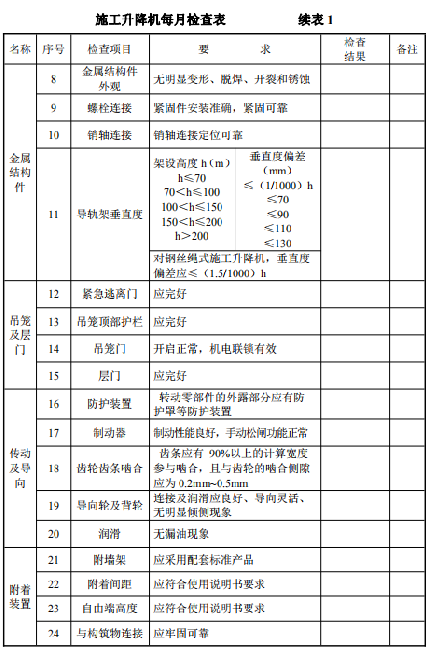 施工升降机每月检查表 续表 1
名称 序号 检查项目 要 求 检查结果 备注
金属结构件
8 金属结构件外观 无明显变形、脱焊、开裂和锈蚀
9 螺栓连接 紧固件安装准确，紧固可靠
10 销轴连接 销轴连接定位可靠
11 导轨架垂直度
架设高度 h（m） 垂直度偏差（mm）
h≤70 ≤（1/1000）h
70＜h≤100 ≤70
100＜h≤150 ≤90
150＜h≤200 ≤110
h＞200 ≤130
对钢丝绳式施工升降机，垂直度
偏差应≤（1.5/1000）h
吊笼及层门
12 紧急逃离门 应完好
13 吊笼顶部护栏 应完好
14 吊笼门 开启正常，机电联锁有效
15 层门 应完好
传动及导向
16 防护装置 转动零部件的外露部分应有防
护罩等防护装置
17 制动器 制动性能良好，手动松闸功能正常
18 齿轮齿条啮合 齿条应有 90%以上的计算宽度
参与啮合，且与齿轮的啮合侧隙
应为 0.2mm~0.5mm
19 导向轮及背轮 连接及润滑应良好、导向灵活、
无明显倾侧现象
20 润滑 无漏油现象
附着装置
21 附墙架 应采用配套标准产品
22 附着间距 应符合使用说明书要求
23 自由端高度 应符合使用说明书要求
24 与构筑物连接 应牢固可靠